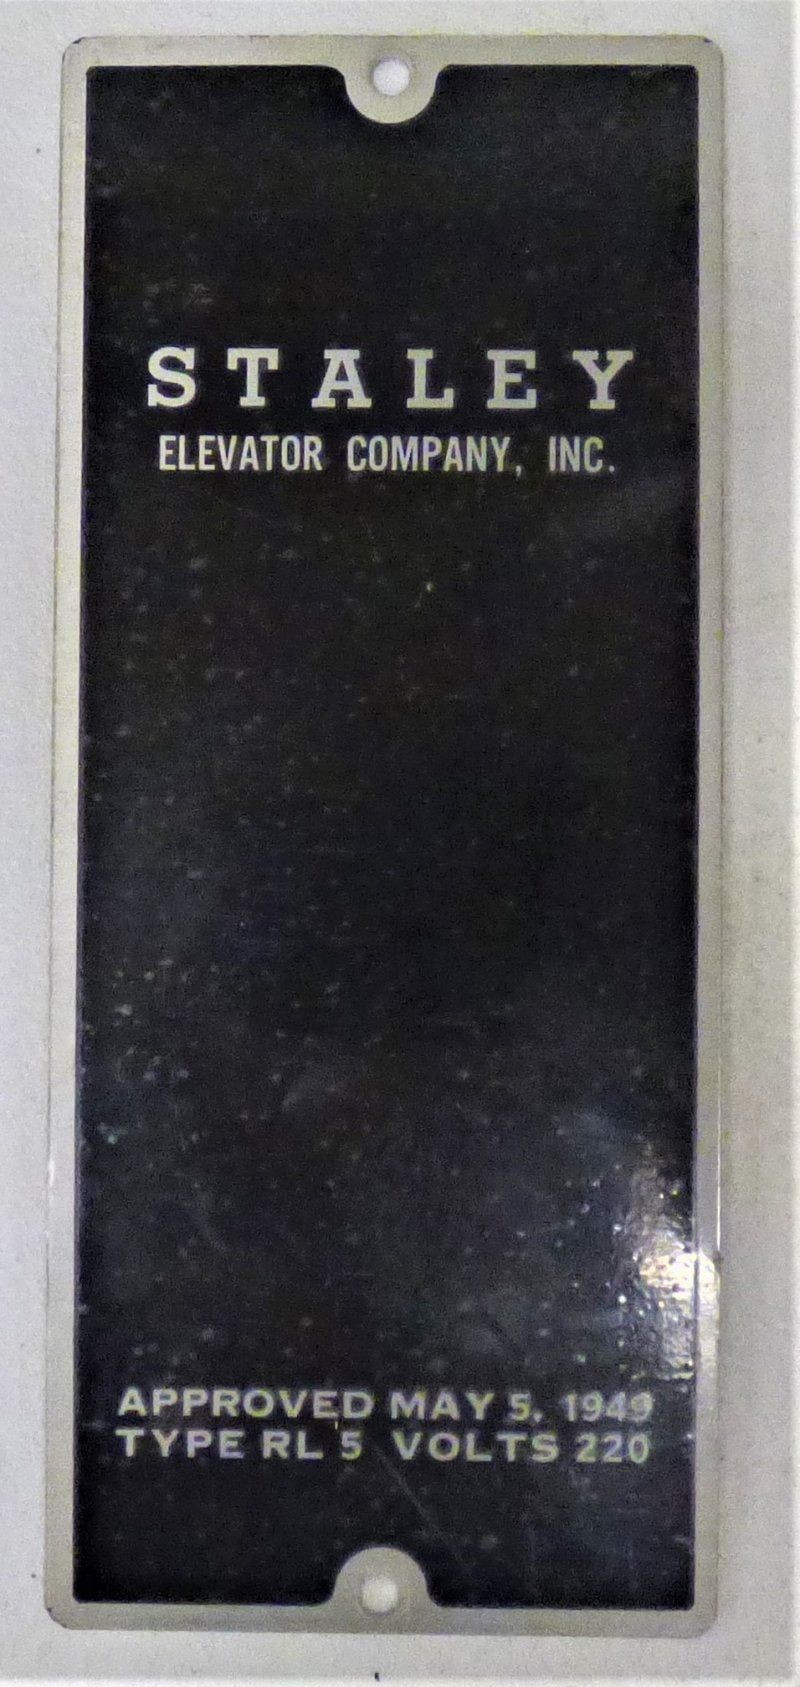 STALEY
ELEVATOR COMPANY, INC.
APPROVED MAY 5, 1949
TYPE RL 5 VOLTS 220